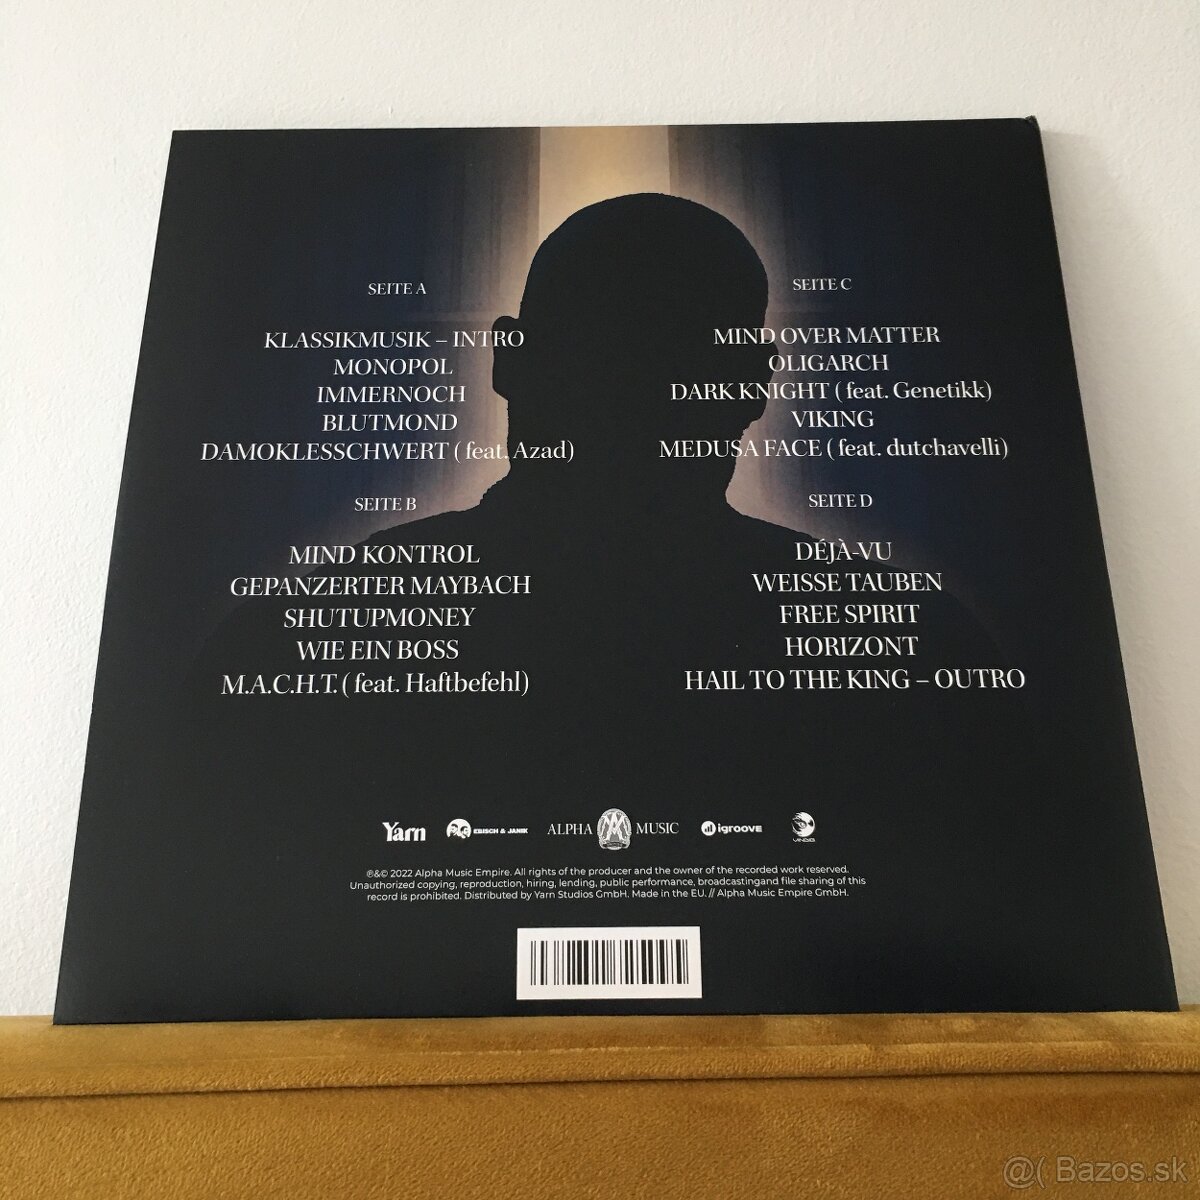 SEITE A
KLASSIKMUSIK – INTRO
MONOPOL
IMMERNOCH
BLUTMOND
DAMOKLESSCHWERT ( feat. Azad)
SEITE B
MIND KONTROL
GEPANZERTER MAYBACH
SHUTUPMONEY
WIE EIN BOSS
M.A.C.H.T. ( feat. Haftbefehl)
SEITE C
MIND OVER MATTER
OLIGARCH
DARK KNIGHT ( feat. Genetikk)
VIKING
MEDUSA FACE ( feat. dutchavelli)
SEITE D
DÉJÀ-VU
WEISSE TAUBEN
FREE SPIRIT
HORIZONT
HAIL TO THE KING – OUTRO
Yarn
EBISCH & JANIK
ALPHA MUSIC
igroove
℗&© 2022 Alpha Music Empire. All rights of the producer and the owner of the recorded work reserved.
Unauthorized copying, reproduction, hiring, lending, public performance, broadcastingand file sharing of this
record is prohibited. Distributed by Yarn Studios GmbH. Made in the EU. // Alpha Music Empire GmbH.
@( Bazos.sk